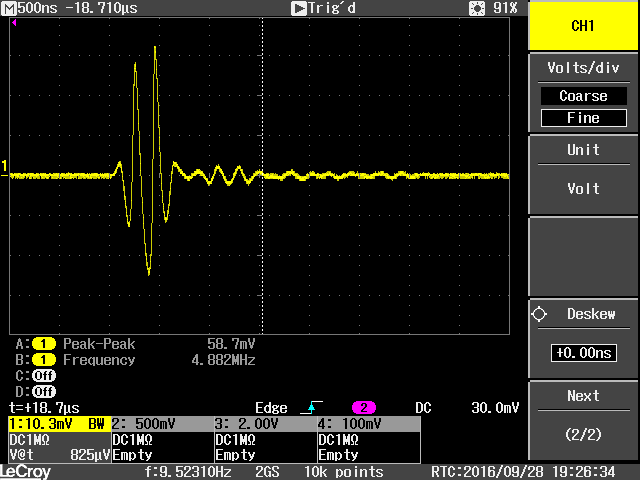 M 500ns -18.710µs Trig'd 91%
CH1
Volts/div
Coarse
Fine
Unit
Volt
1
Deskew
+0.00ns
Next
(2/2)
A: 1 Peak-Peak 58.7mV
B: 1 Frequency 4.882MHz
C: Off
D: Off
t=+18.7µs Edge 2 DC 30.0mV
1:10.3mV BW 2: 500mV 3: 2.00V 4: 100mV
DC1MΩ DC1MΩ DC1MΩ DC1MΩ
V@t 825µV Empty Empty Empty
LeCroy f:9.52310Hz 2GS 10k points RTC:2016/09/28 19:26:34